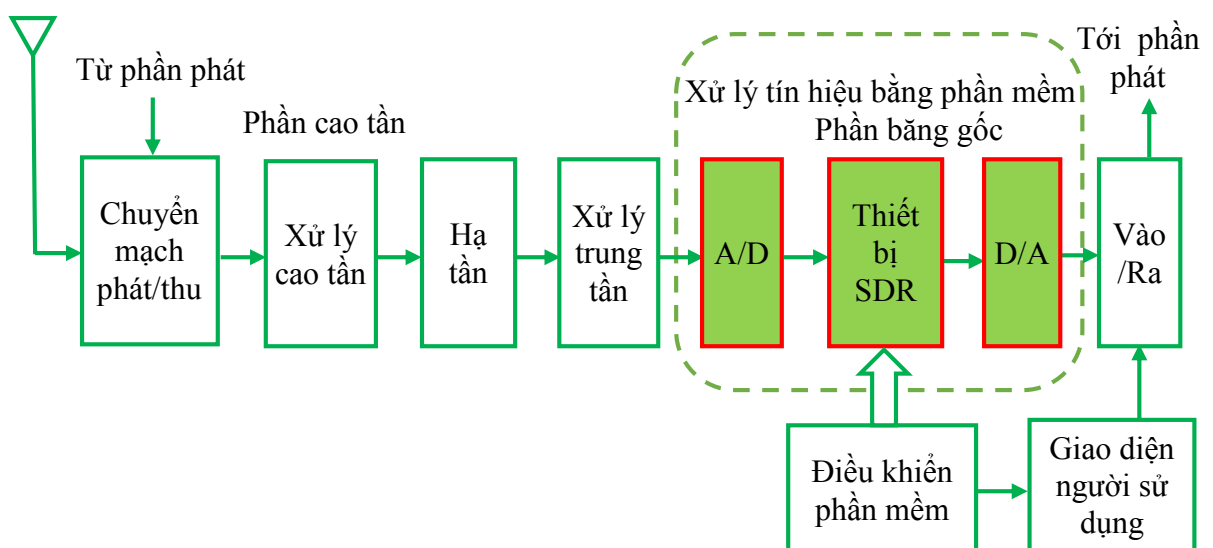 Từ phần phát
Phần cao tần
Chuyển
mạch
phát/thu
Xử lý
cao tần
Hạ
tần
Xử lý
trung
tần
Xử lý tín hiệu bằng phần mềm
Phần băng gốc
A/D
Thiết
bị
SDR
D/A
Tới phần
phát
Vào
/Ra
Điều khiển
phần mềm
Giao diện
người sử
dụng